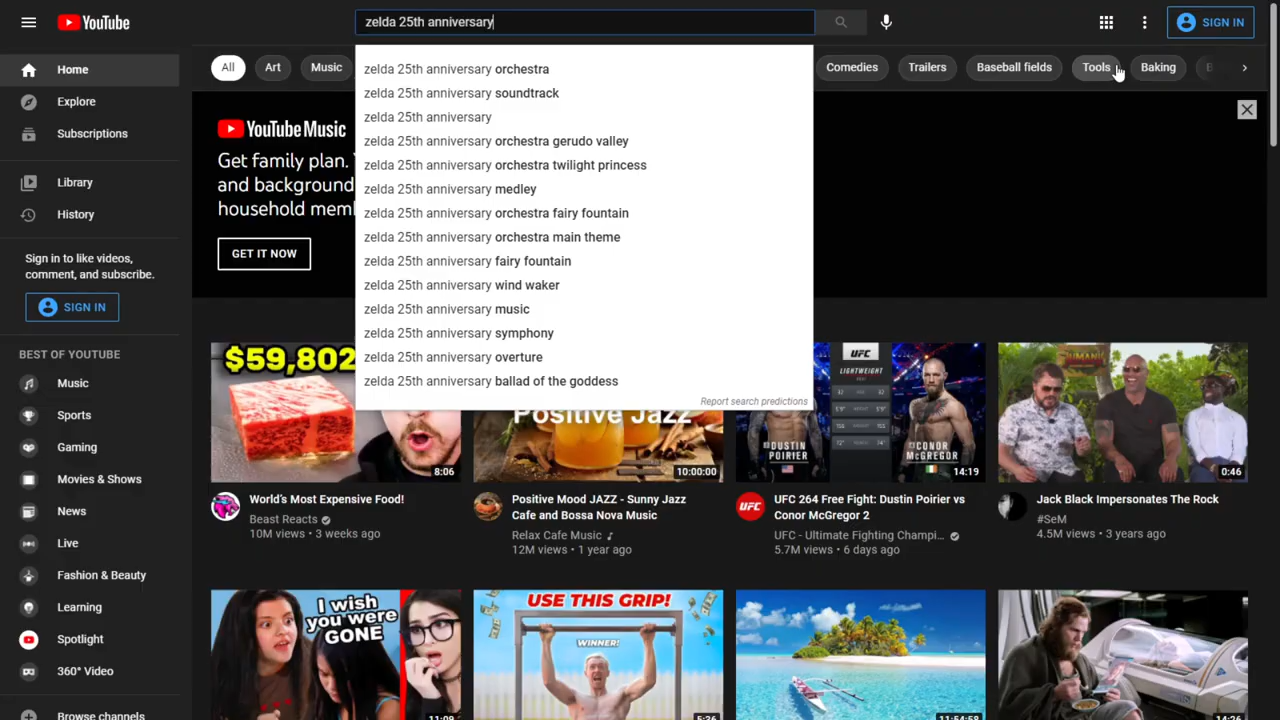 YouTube
zelda 25th anniversary
SIGN IN
Home
Explore
Subscriptions
Library
History
Sign in to like videos,
comment, and subscribe.
SIGN IN
BEST OF YOUTUBE
Music
Sports
Gaming
Movies & Shows
News
Live
Fashion & Beauty
Learning
Spotlight
360° Video
Browse channels
All
Art
Music
Comedies
Trailers
Baseball fields
Tools
Baking
zelda 25th anniversary orchestra
zelda 25th anniversary soundtrack
zelda 25th anniversary
zelda 25th anniversary orchestra gerudo valley
zelda 25th anniversary orchestra twilight princess
zelda 25th anniversary medley
zelda 25th anniversary orchestra fairy fountain
zelda 25th anniversary orchestra main theme
zelda 25th anniversary fairy fountain
zelda 25th anniversary wind waker
zelda 25th anniversary music
zelda 25th anniversary symphony
zelda 25th anniversary overture
zelda 25th anniversary ballad of the goddess
Report search predictions
YouTube Music
Get family plan.
and background
household
GET IT NOW
$59,802
8:06
World's Most Expensive Food!
Beast Reacts
10M views • 3 weeks ago
Positive Jazz
10:00:00
Positive Mood JAZZ - Sunny Jazz
Cafe and Bossa Nova Music
Relax Cafe Music
12M views • 1 year ago
UFC
LIGHTWEIGHT
DUSTIN
POIRIER
CONOR
McGREGOR
14:19
UFC
UFC 264 Free Fight: Dustin Poirier vs
Conor McGregor 2
UFC - Ultimate Fighting Champi...
5.7M views • 6 days ago
0:46
Jack Black Impersonates The Rock
#SeM
4.5M views • 3 years ago
I wish
you were
GONE
11:09
USE THIS GRIP!
WINNER!
5:36
11:54:58
14:26